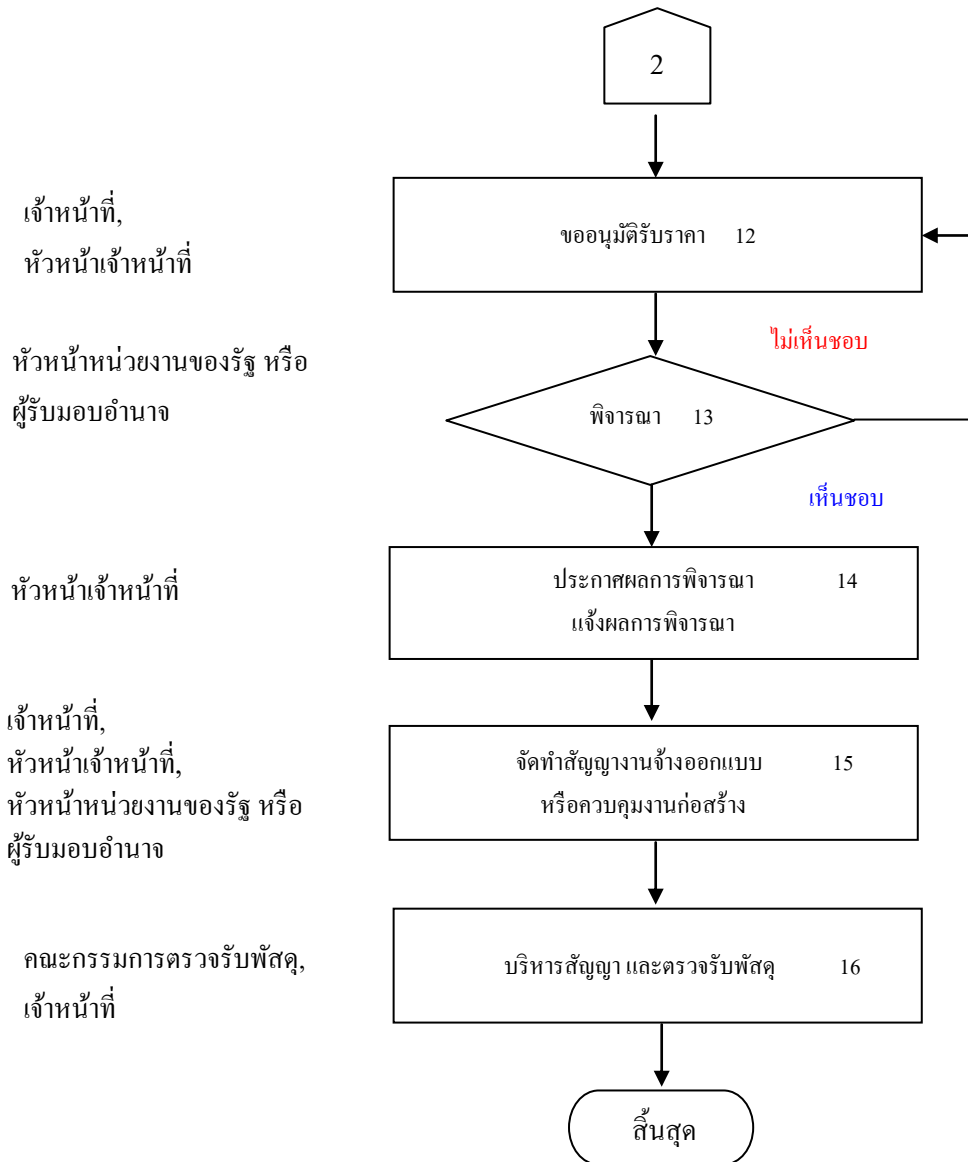 2
เจ้าหน้าที่,
หัวหน้าเจ้าหน้าที่
ขออนุมัติรับราคา 12
ไม่เห็นชอบ
หัวหน้าหน่วยงานของรัฐ หรือ
ผู้รับมอบอำนาจ
พิจารณา 13
เห็นชอบ
หัวหน้าเจ้าหน้าที่
ประกาศผลการพิจารณา 14
แจ้งผลการพิจารณา
เจ้าหน้าที่,
หัวหน้าเจ้าหน้าที่,
หัวหน้าหน่วยงานของรัฐ หรือ
ผู้รับมอบอำนาจ
จัดทำสัญญางานจ้างออกแบบ 15
หรือควบคุมงานก่อสร้าง
คณะกรรมการตรวจรับพัสดุ,
เจ้าหน้าที่
บริหารสัญญา และตรวจรับพัสดุ 16
สิ้นสุด